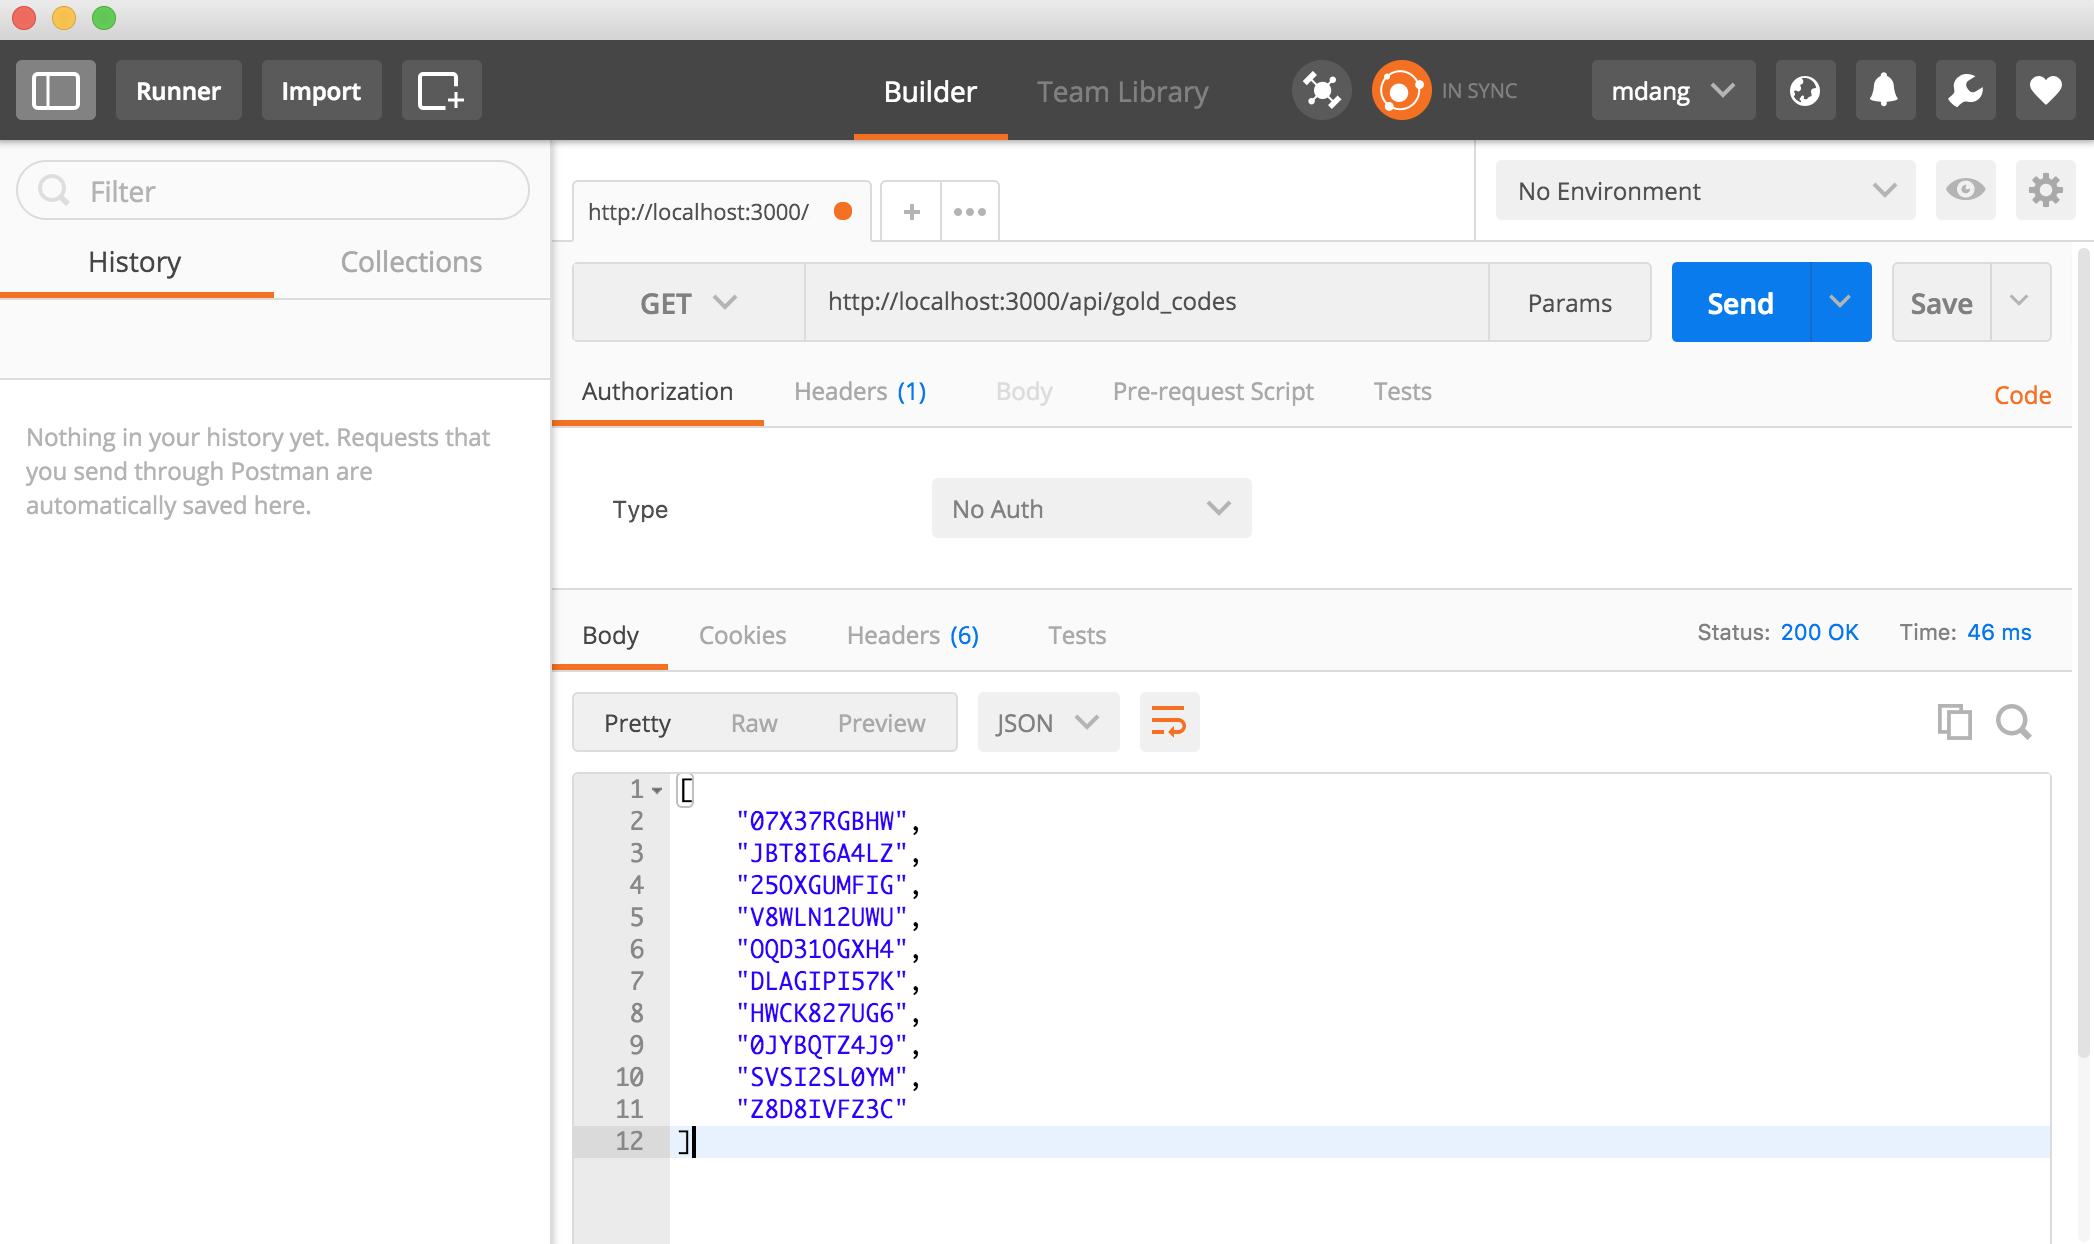 Runner
Import
Builder
Team Library
IN SYNC
mdang
Filter
History
Collections
Nothing in your history yet. Requests that
you send through Postman are
automatically saved here.
http://localhost:3000/
+
No Environment
GET
http://localhost:3000/api/gold_codes
Params
Send
Save
Authorization
Headers (1)
Body
Pre-request Script
Tests
Code
Type
No Auth
Body
Cookies
Headers (6)
Tests
Status: 200 OK
Time: 46 ms
Pretty
Raw
Preview
JSON
1 [
2 "07X37RGBHW",
3 "JBT8I6A4LZ",
4 "25OXGUMFIG",
5 "V8WLN12UWU",
6 "OQD31OGXH4",
7 "DLAGIPI57K",
8 "HWCK827UG6",
9 "0JYBQTZ4J9",
10 "SVSI2SL0YM",
11 "Z8D8IVFZ3C"
12 ]